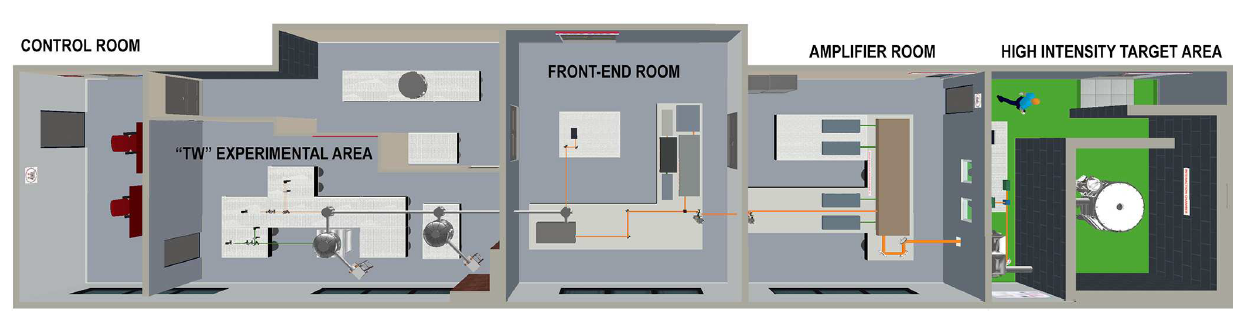 CONTROL ROOM
"TW" EXPERIMENTAL AREA
FRONT-END ROOM
AMPLIFIER ROOM
HIGH INTENSITY TARGET AREA